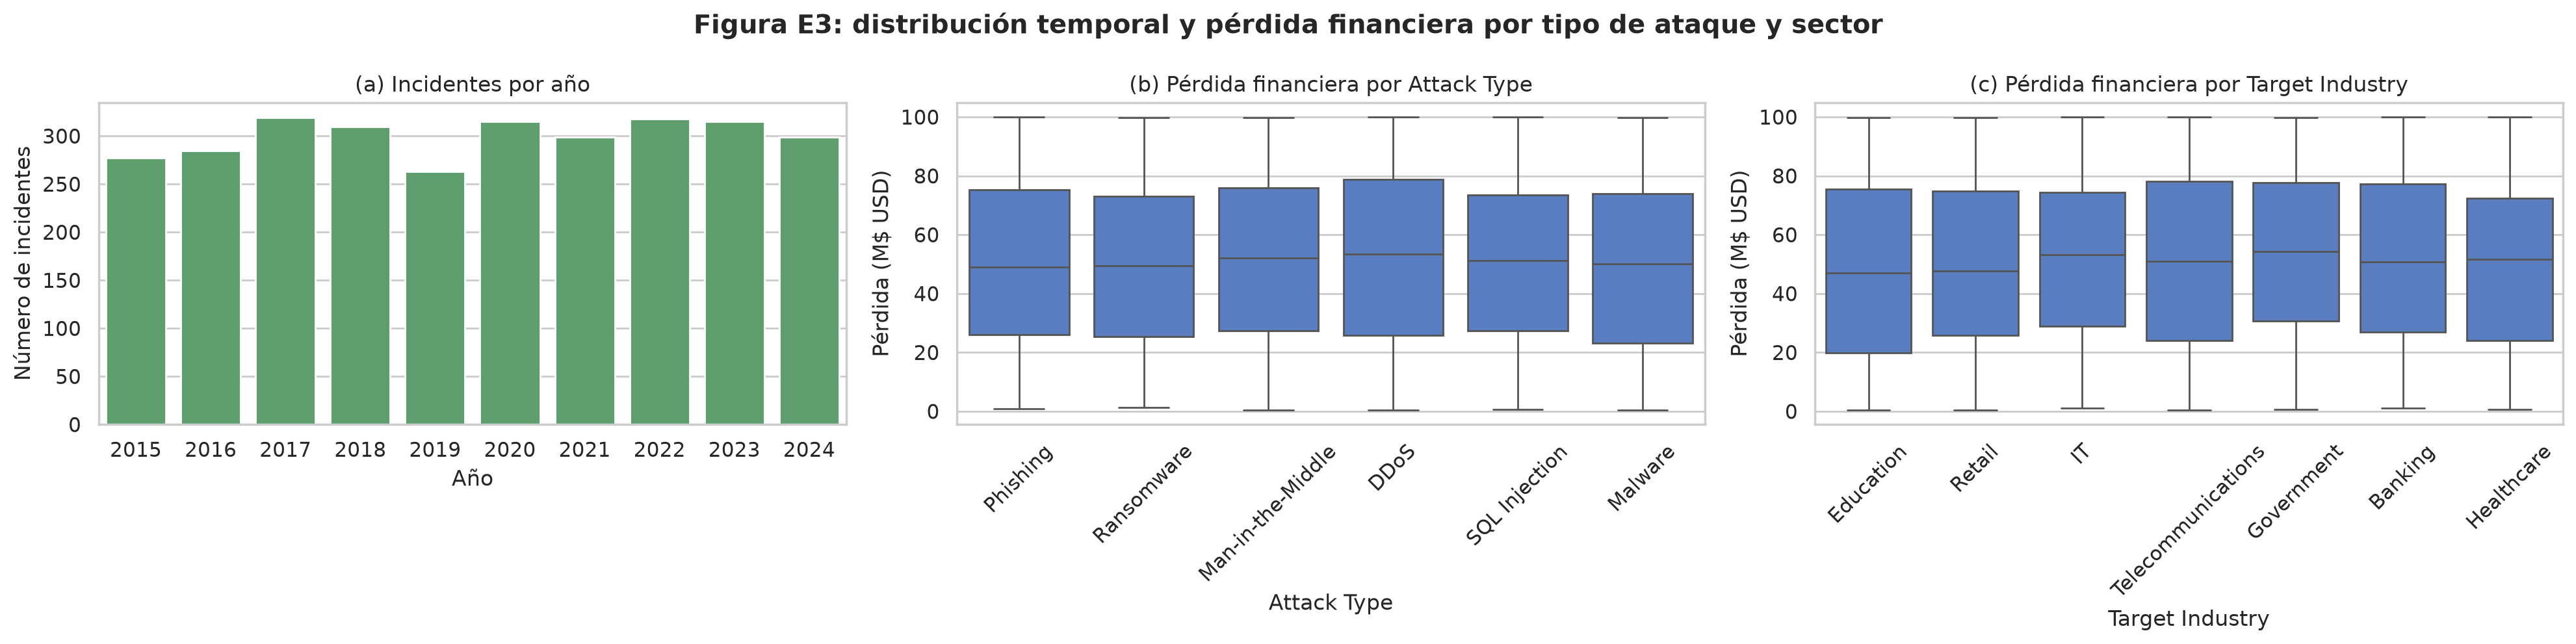 Figura E3: distribución temporal y pérdida financiera por tipo de ataque y sector
(a) Incidentes por año
Número de incidentes
300
250
200
150
100
50
0
2015 2016 2017 2018 2019 2020 2021 2022 2023 2024
Año
(b) Pérdida financiera por Attack Type
Pérdida (M$ USD)
100
80
60
40
20
0
Phishing
Ransomware
Man-in-the-Middle
DDoS
SQL Injection
Malware
Attack Type
(c) Pérdida financiera por Target Industry
Pérdida (M$ USD)
100
80
60
40
20
0
Education
Retail
IT
Telecommunications
Government
Banking
Healthcare
Target Industry